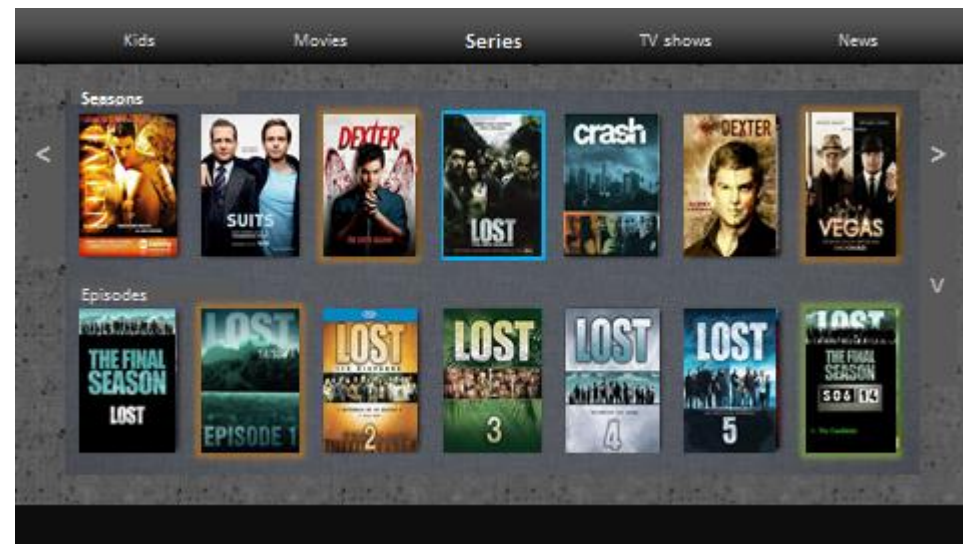 Kids Movies Series TV shows News
Seasons
<
SUITS
DEXTER
LOST
crash
DEXTER
VEGAS
>
Episodes
V
THE FINAL
SEASON
LOST
LOST
EPISODE 1
LOST
2
LOST
3
LOST
4
LOST
5
LOST
THE FINAL
SEASON
S06 14